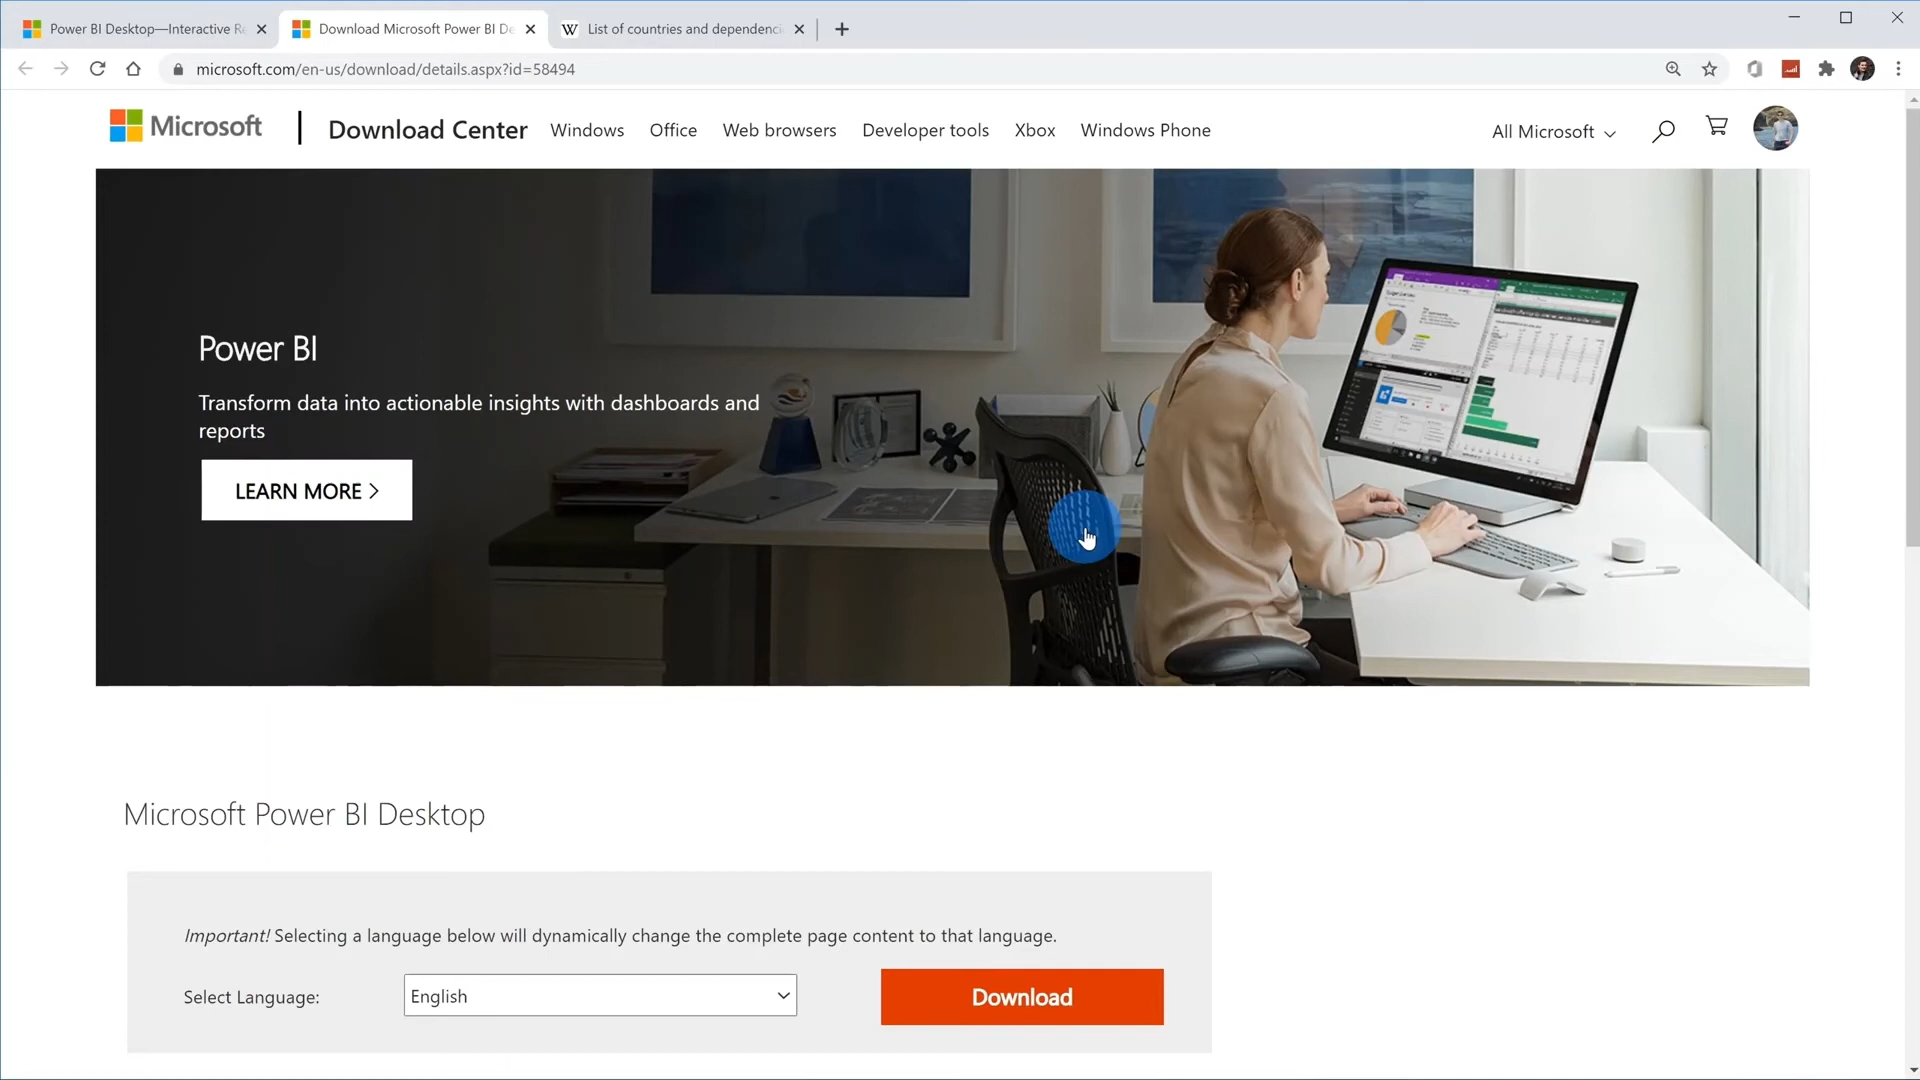 Power BI Desktop—Interactive Re
Download Microsoft Power BI De
List of countries and dependenci
microsoft.com/en-us/download/details.aspx?id=58494
Microsoft
Download Center
Windows
Office
Web browsers
Developer tools
Xbox
Windows Phone
All Microsoft
Power BI
Transform data into actionable insights with dashboards and
reports
LEARN MORE
Microsoft Power BI Desktop
Important! Selecting a language below will dynamically change the complete page content to that language.
Select Language:
English
Download